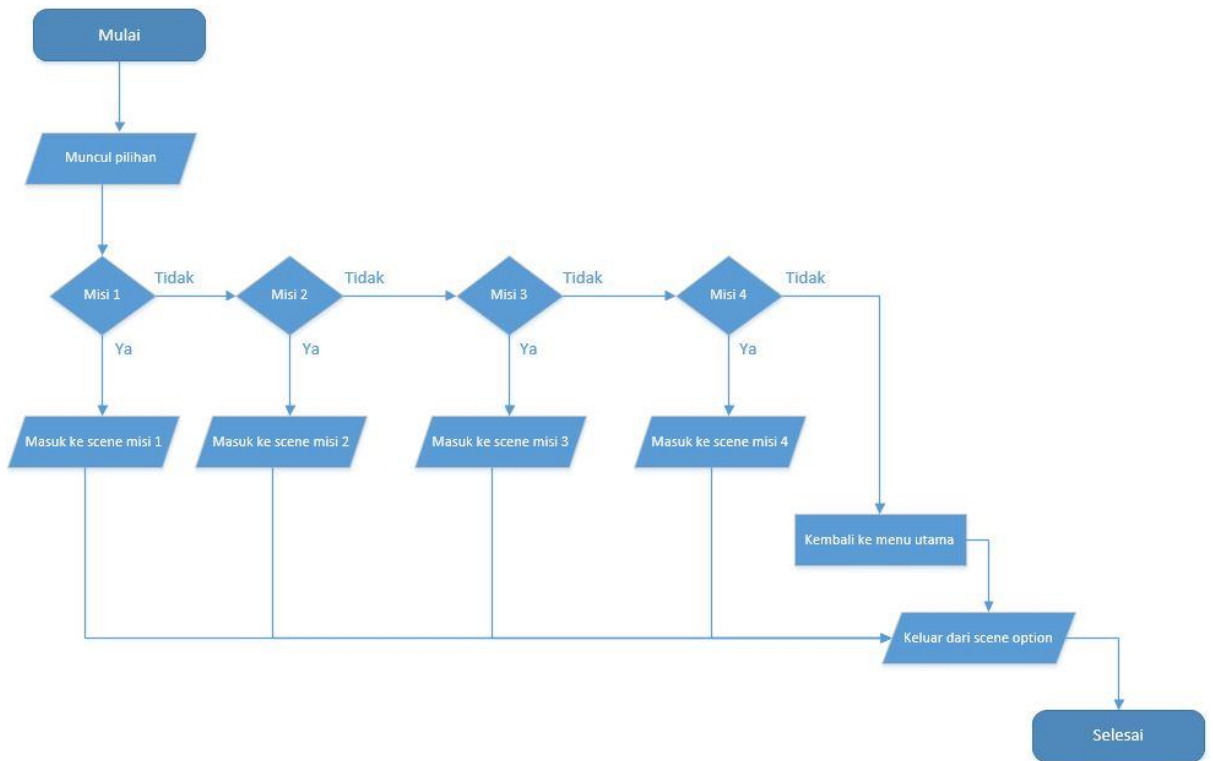 Mulai
Muncul pilihan
Misi 1
Tidak
Misi 2
Tidak
Misi 3
Tidak
Misi 4
Tidak
Ya
Ya
Ya
Ya
Masuk ke scene misi 1
Masuk ke scene misi 2
Masuk ke scene misi 3
Masuk ke scene misi 4
Kembali ke menu utama
Keluar dari scene option
Selesai